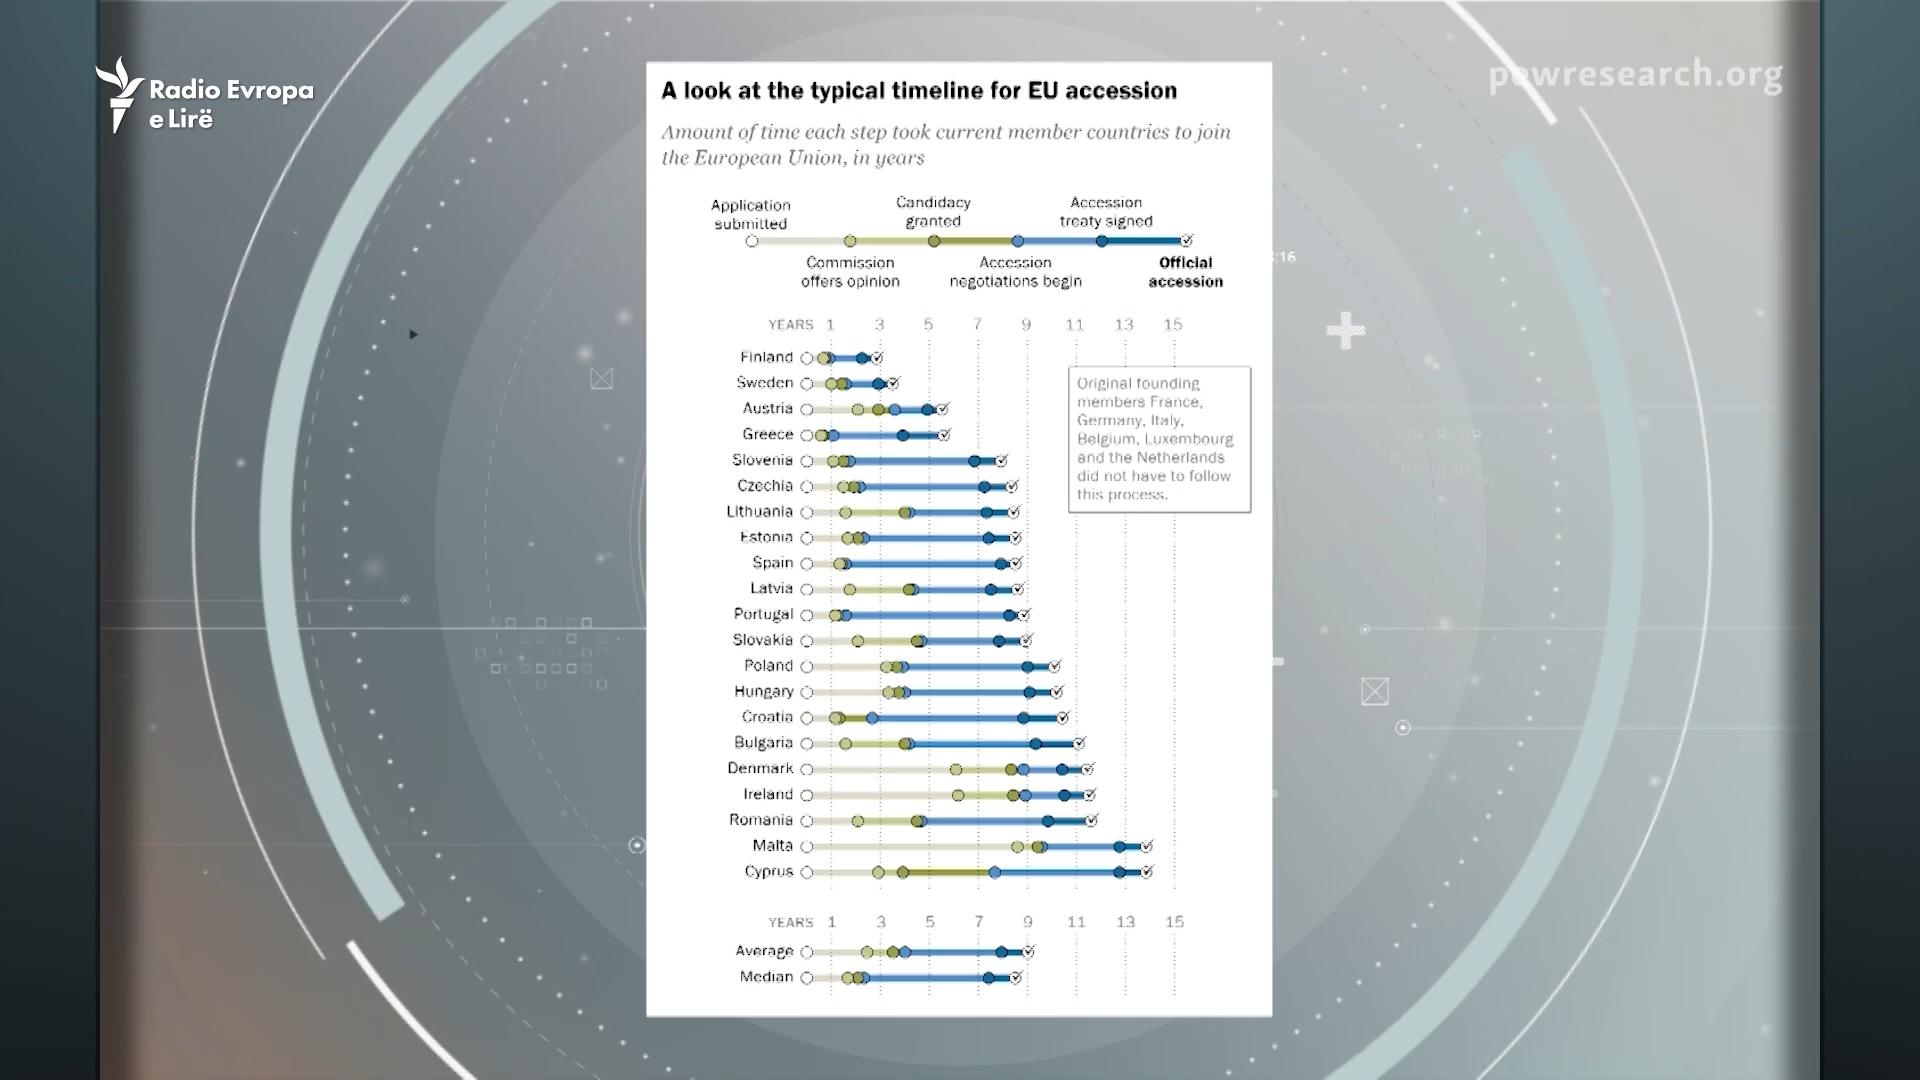 Radio Evropa
e Lirë
pewresearch.org
A look at the typical timeline for EU accession
Amount of time each step took current member countries to join
the European Union, in years
Application
submitted
Candidacy
granted
Accession
treaty signed
Commission
offers opinion
Accession
negotiations begin
Official
accession
:16
YEARS 1 3 5 7 9 11 13 15
Finland
Sweden
Austria
Greece
Slovenia
Czechia
Lithuania
Estonia
Spain
Latvia
Portugal
Slovakia
Poland
Hungary
Croatia
Bulgaria
Denmark
Ireland
Romania
Malta
Cyprus
Original founding
members France,
Germany, Italy,
Belgium, Luxembourg
and the Netherlands
did not have to follow
this process.
YEARS 1 3 5 7 9 11 13 15
Average
Median